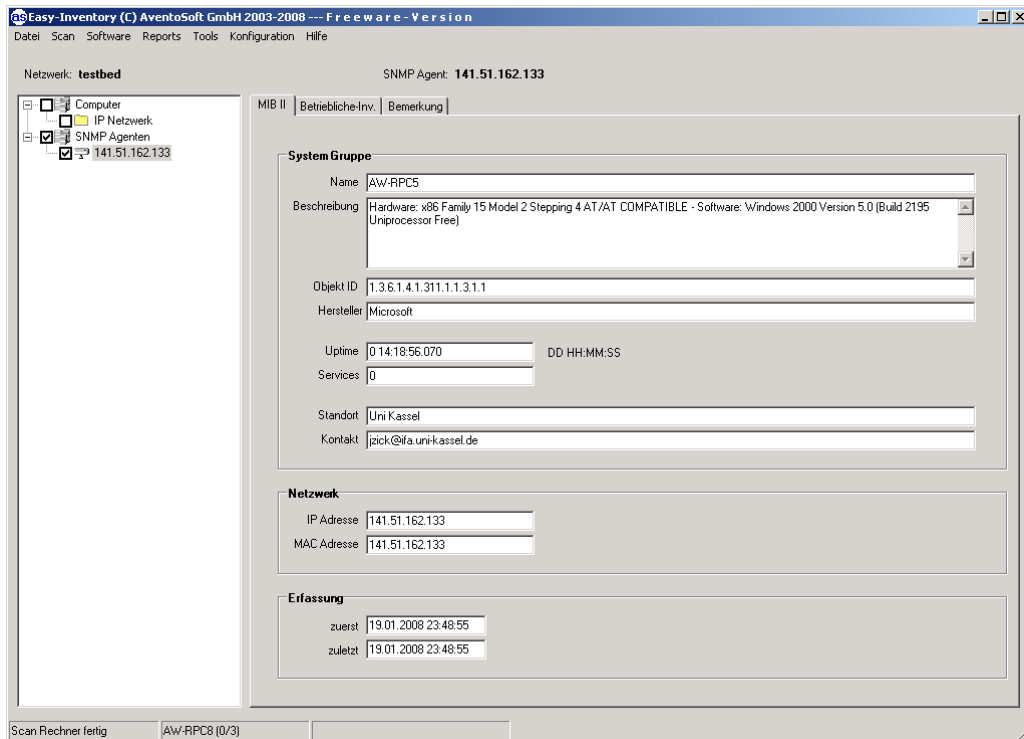 as Easy-Inventory (C) AventoSoft GmbH 2003-2008 --- F r e e w a r e - V e r s i o n
Datei Scan Software Reports Tools Konfiguration Hilfe
Netzwerk: testbed SNMP Agent: 141.51.162.133
Computer
IP Netzwerk
SNMP Agenten
141.51.162.133
MIB II Betriebliche-Inv. Bemerkung
System Gruppe
Name AW-RPC5
Beschreibung Hardware: x86 Family 15 Model 2 Stepping 4 AT/AT COMPATIBLE - Software: Windows 2000 Version 5.0 (Build 2195
Uniprocessor Free)
Objekt ID 1.3.6.1.4.1.311.1.1.3.1.1
Hersteller Microsoft
Uptime 0 14:18:56.070 DD HH:MM:SS
Services 0
Standort Uni Kassel
Kontakt jzick@ifa.uni-kassel.de
Netzwerk
IP Adresse 141.51.162.133
MAC Adresse 141.51.162.133
Erfassung
zuerst 19.01.2008 23:48:55
zuletzt 19.01.2008 23:48:55
Scan Rechner fertig AW-RPC8 (0/3)